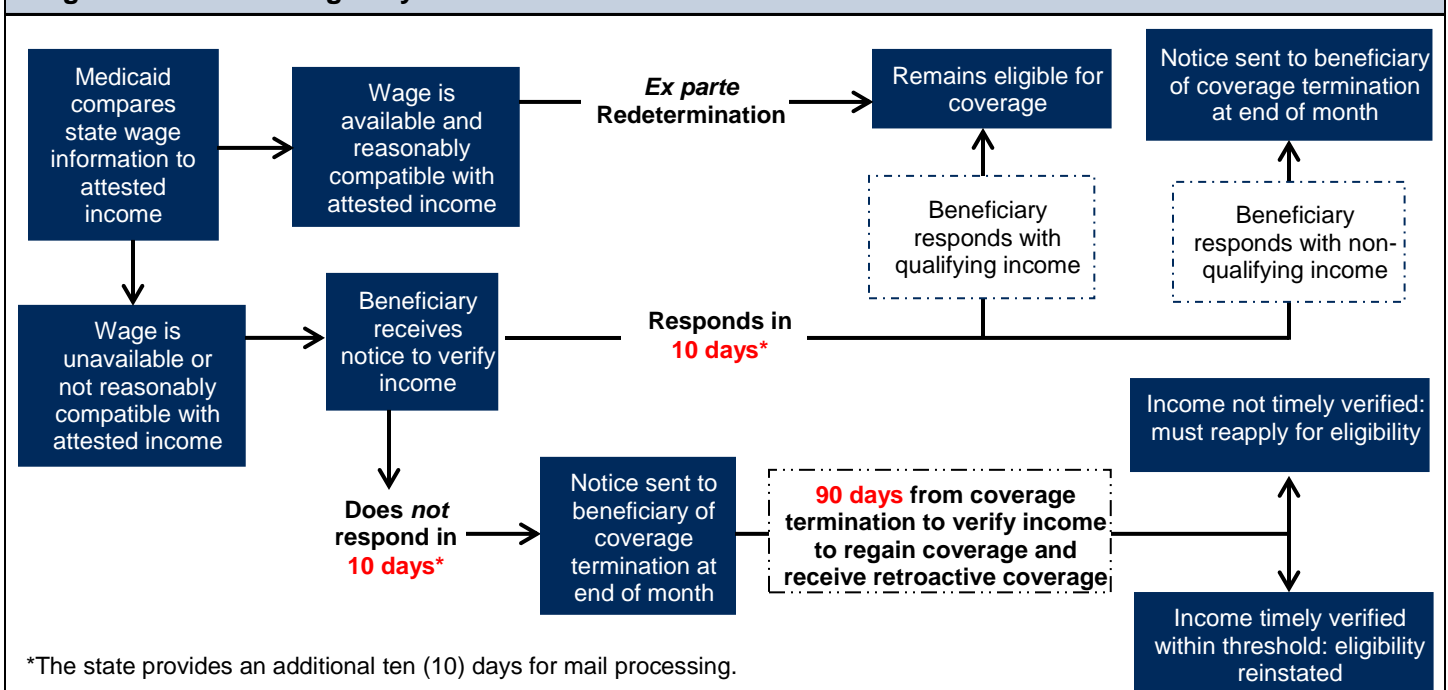 Medicaid
compares
state wage
information to
attested
income
Wage is
available and
reasonably
compatible with
attested income
Ex parte
Redetermination
Remains eligible for
coverage
Notice sent to beneficiary
of coverage termination
at end of month
Beneficiary
responds with
qualifying income
Beneficiary
responds with non-
qualifying income
Wage is
unavailable or
not reasonably
compatible with
attested income
Beneficiary
receives
notice to verify
income
Responds in
10 days*
Does not
respond in
10 days*
Notice sent to
beneficiary of
coverage
termination at
end of month
90 days from coverage
termination to verify income
to regain coverage and
receive retroactive coverage
Income not timely verified:
must reapply for eligibility
Income timely verified
within threshold: eligibility
reinstated
*The state provides an additional ten (10) days for mail processing.